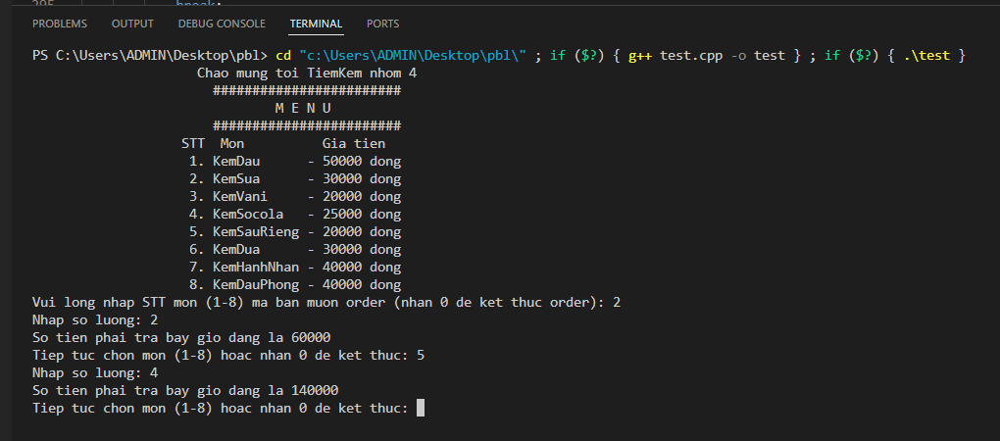 295 break;
PROBLEMS OUTPUT DEBUG CONSOLE TERMINAL PORTS
PS C:\Users\ADMIN\Desktop\pbl> cd "c:\Users\ADMIN\Desktop\pbl\" ; if ($?) { g++ test.cpp -o test } ; if ($?) { .\test }
Chao mung toi TiemKem nhom 4
########################
M E N U
########################
STT Mon Gia tien
1. KemDau - 50000 dong
2. KemSua - 30000 dong
3. KemVani - 20000 dong
4. KemSocola - 25000 dong
5. KemSauRieng - 20000 dong
6. KemDua - 30000 dong
7. KemHanhNhan - 40000 dong
8. KemDauPhong - 40000 dong
Vui long nhap STT mon (1-8) ma ban muon order (nhan 0 de ket thuc order): 2
Nhap so luong: 2
So tien phai tra bay gio dang la 60000
Tiep tuc chon mon (1-8) hoac nhan 0 de ket thuc: 5
Nhap so luong: 4
So tien phai tra bay gio dang la 140000
Tiep tuc chon mon (1-8) hoac nhan 0 de ket thuc: